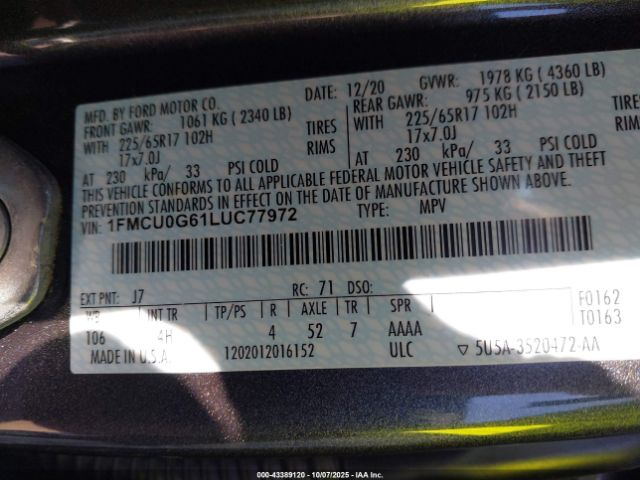 MFD. BY FORD MOTOR CO.
DATE: 12/20 GVWR: 1978 KG ( 4360 LB)
FRONT GAWR: 1061 KG ( 2340 LB)
REAR GAWR: 975 KG ( 2150 LB)
WITH 225/65R17 102H TIRES
WITH 225/65R17 102H TIRES
17x7.0J RIMS
17x7.0J RIMS
AT 230 kPa/ 33 PSI COLD
AT 230 kPa/ 33 PSI COLD
THIS VEHICLE CONFORMS TO ALL APPLICABLE FEDERAL MOTOR VEHICLE SAFETY AND THEFT
PREVENTION STANDARDS IN EFFECT ON THE DATE OF MANUFACTURE SHOWN ABOVE.
VIN: 1FMCU0G61LUC77972 TYPE: MPV
EXT PNT: J7 RC: 71 DSO:
WB INT TR TP/PS R AXLE TR SPR
106 4H 4 52 7 AAAA
F0162
T0163
MADE IN U.S.A. 1202012016152 ULC ▽ 5U5A-3520472-AA
000-43389120 | 10/07/2025 | IAA Inc.